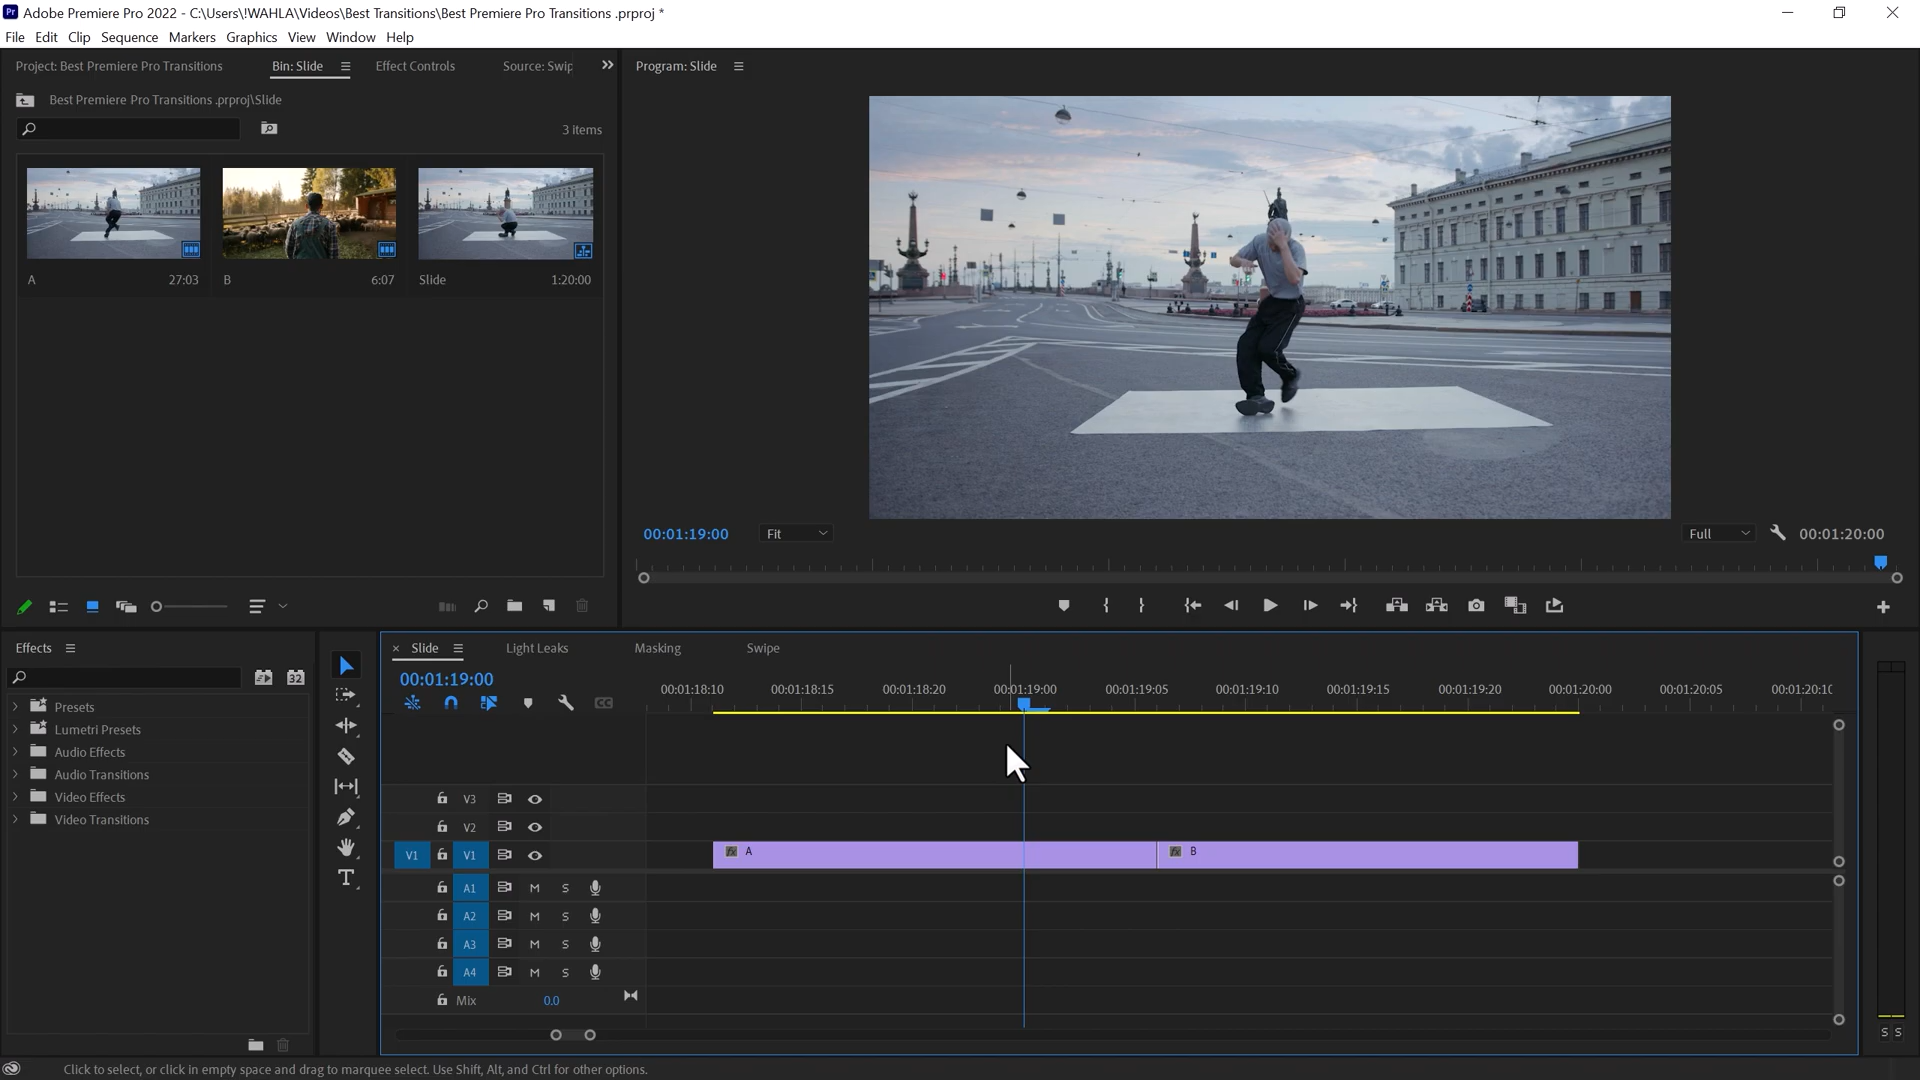 Pr Adobe Premiere Pro 2022 - C:\Users\!WAHLA\Videos\Best Transitions\Best Premiere Pro Transitions .prproj *
File Edit Clip Sequence Markers Graphics View Window Help
Project: Best Premiere Pro Transitions Bin: Slide Effect Controls Source: Swip
Program: Slide
Best Premiere Pro Transitions .prproj\Slide
3 items
A 27:03 B 6:07 Slide 1:20:00
00:01:19:00 Fit Full 00:01:20:00
Effects
32
Presets
Lumetri Presets
Audio Effects
Audio Transitions
Video Effects
Video Transitions
× Slide Light Leaks Masking Swipe
00:01:19:00
00:01:18:10 00:01:18:15 00:01:18:20 00:01:19:00 00:01:19:05 00:01:19:10 00:01:19:15 00:01:19:20 00:01:20:00 00:01:20:05 00:01:20:10
CC
V3
V2
V1 V1 fx A fx B
A1 M S
A2 M S
A3 M S
A4 M S
Mix 0.0
S S
T
Click to select, or click in empty space and drag to marquee select. Use Shift, Alt, and Ctrl for other options.